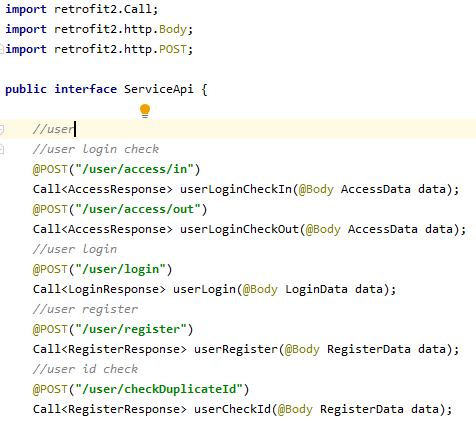 import retrofit2.Call;
import retrofit2.http.Body;
import retrofit2.http.POST;
public interface ServiceApi {
//user
//user login check
@POST("/user/access/in")
Call<AccessResponse> userLoginCheckIn(@Body AccessData data);
@POST("/user/access/out")
Call<AccessResponse> userLoginCheckOut(@Body AccessData data);
//user login
@POST("/user/login")
Call<LoginResponse> userLogin(@Body LoginData data);
//user register
@POST("/user/register")
Call<RegisterResponse> userRegister(@Body RegisterData data);
//user id check
@POST("/user/checkDuplicateId")
Call<RegisterResponse> userCheckId(@Body RegisterData data);